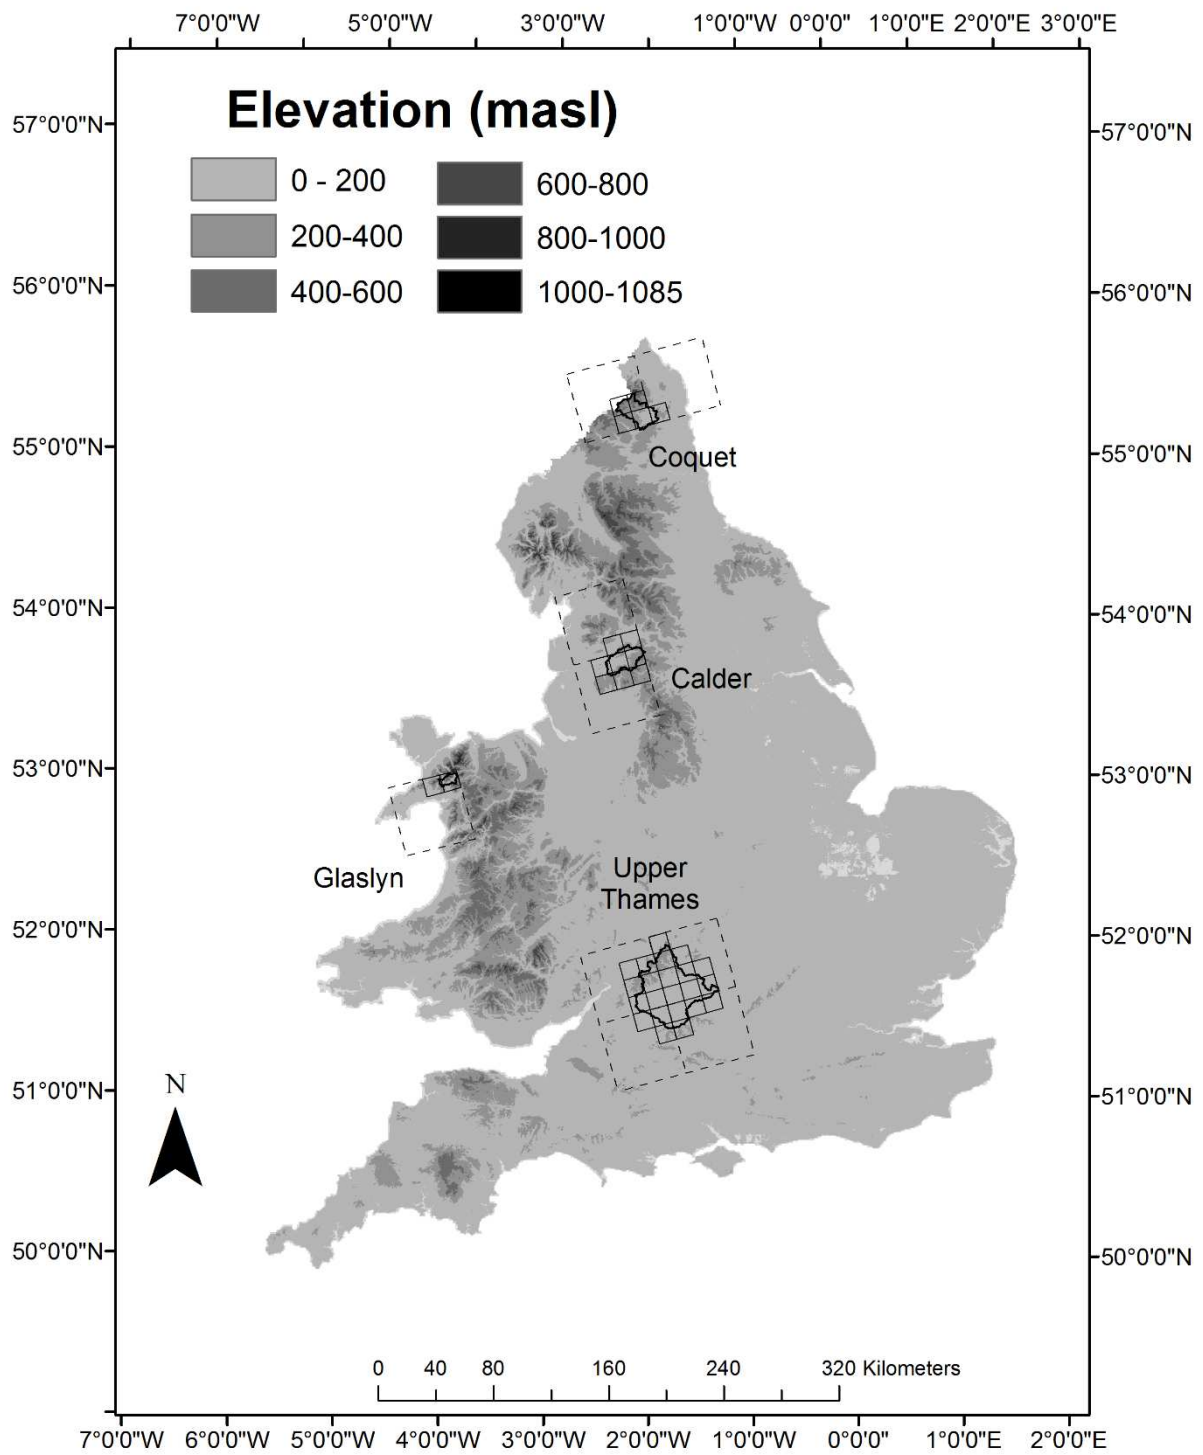 7°0'0"W 5°0'0"W 3°0'0"W 1°0'0"W 0°0'0" 1°0'0"E 2°0'0"E 3°0'0"E
Elevation (masl)
57°0'0"N 57°0'0"N
0 - 200 600-800
200-400 800-1000
400-600 1000-1085
56°0'0"N 56°0'0"N
55°0'0"N 55°0'0"N
Coquet
54°0'0"N 54°0'0"N
Calder
53°0'0"N 53°0'0"N
Glaslyn
Upper
Thames
52°0'0"N 52°0'0"N
51°0'0"N 51°0'0"N
N
50°0'0"N 50°0'0"N
0 40 80 160 240 320 Kilometers
7°0'0"W 6°0'0"W 5°0'0"W 4°0'0"W 3°0'0"W 2°0'0"W 1°0'0"W 0°0'0" 1°0'0"E 2°0'0"E